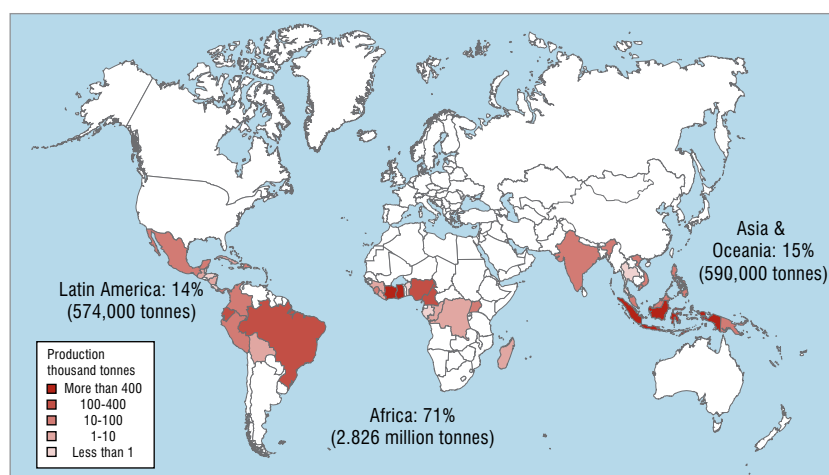 Asia &
Oceania: 15%
(590,000 tonnes)
Latin America: 14%
(574,000 tonnes)
Production
thousand tonnes
More than 400
100-400
10-100
1-10
Less than 1
Africa: 71%
(2.826 million tonnes)